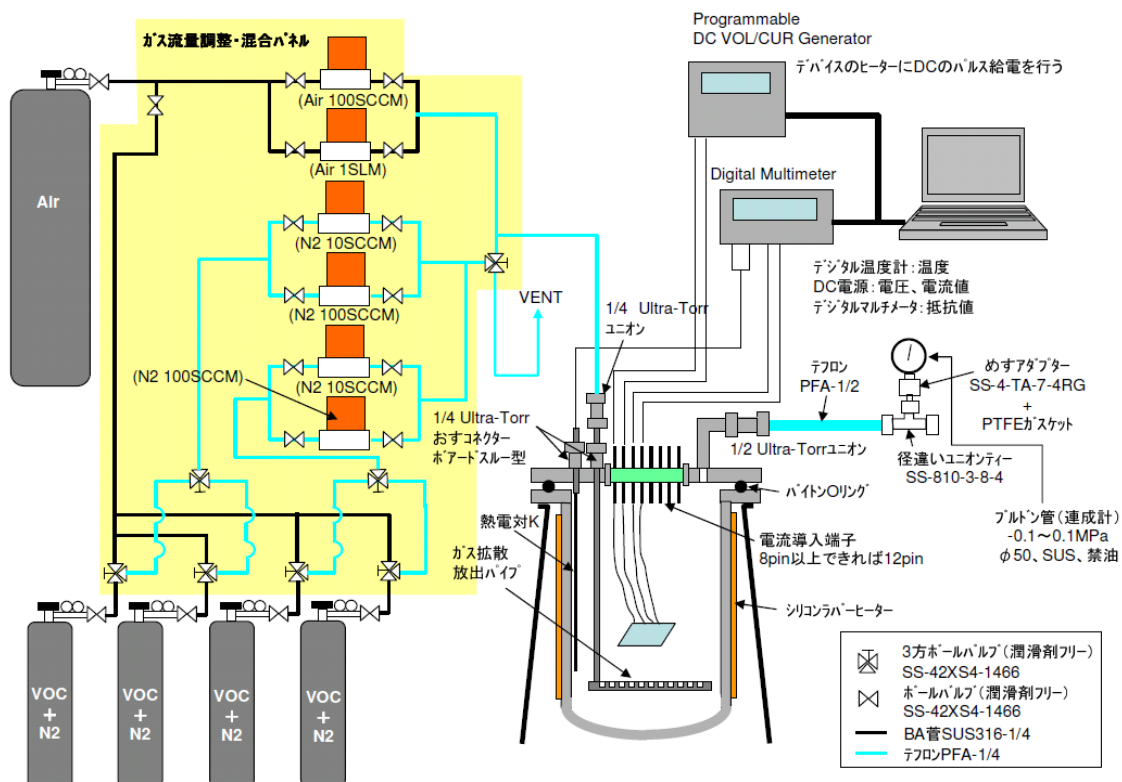 ガス流量調整・混合パネル
(Air 100SCCM)
(Air 1SLM)
(N2 10SCCM)
(N2 100SCCM)
(N2 10SCCM)
(N2 100SCCM)
Air
VOC
+
N2
VOC
+
N2
VOC
+
N2
VOC
+
N2
VENT
Programmable
DC VOL/CUR Generator
デバイスのヒーターにDCのパルス給電を行う
Digital Multimeter
デジタル温度計：温度
DC電源：電圧、電流値
デジタルマルチメータ：抵抗値
1/4 Ultra-Torr
ユニオン
1/4 Ultra-Torr
おすコネクター
ボアードスルー型
熱電対K
ガス拡散
放出パイプ
テフロン
PFA-1/2
1/2 Ultra-Torrユニオン
めすアダプター
SS-4-TA-7-4RG
+
PTFEガスケット
径違いユニオンティー
SS-810-3-8-4
バイトンOリング
ブルドン管（連成計）
-0.1～0.1MPa
φ50、SUS、禁油
電流導入端子
8pin以上できれば12pin
シリコンラバーヒーター
3方ボールバルブ（潤滑剤フリー）
SS-42XS4-1466
ボールバルブ（潤滑剤フリー）
SS-42XS4-1466
BA菅SUS316-1/4
テフロンPFA-1/4